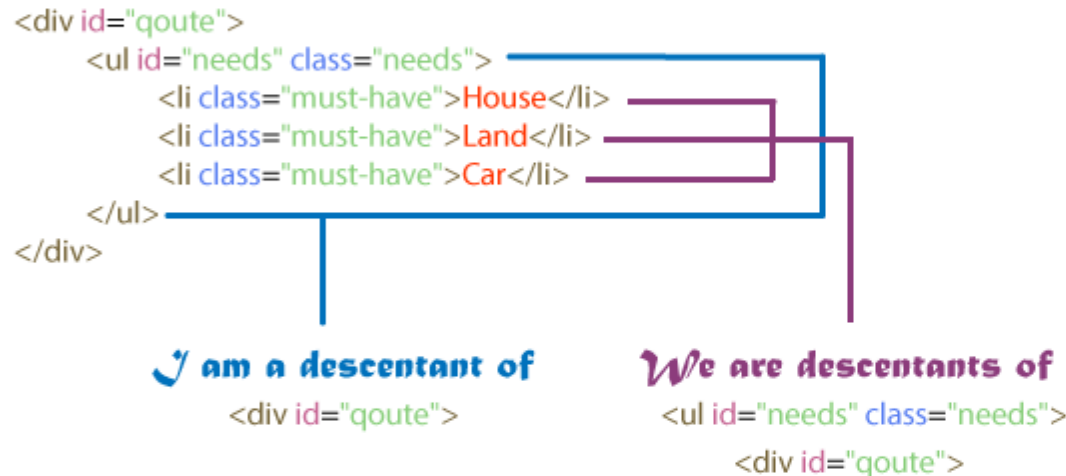 <div id="qoute">
<ul id="needs" class="needs">
<li class="must-have">House</li>
<li class="must-have">Land</li>
<li class="must-have">Car</li>
</ul>
</div>
I am a descentant of
<div id="qoute">
We are descentants of
<ul id="needs" class="needs">
<div id="qoute">